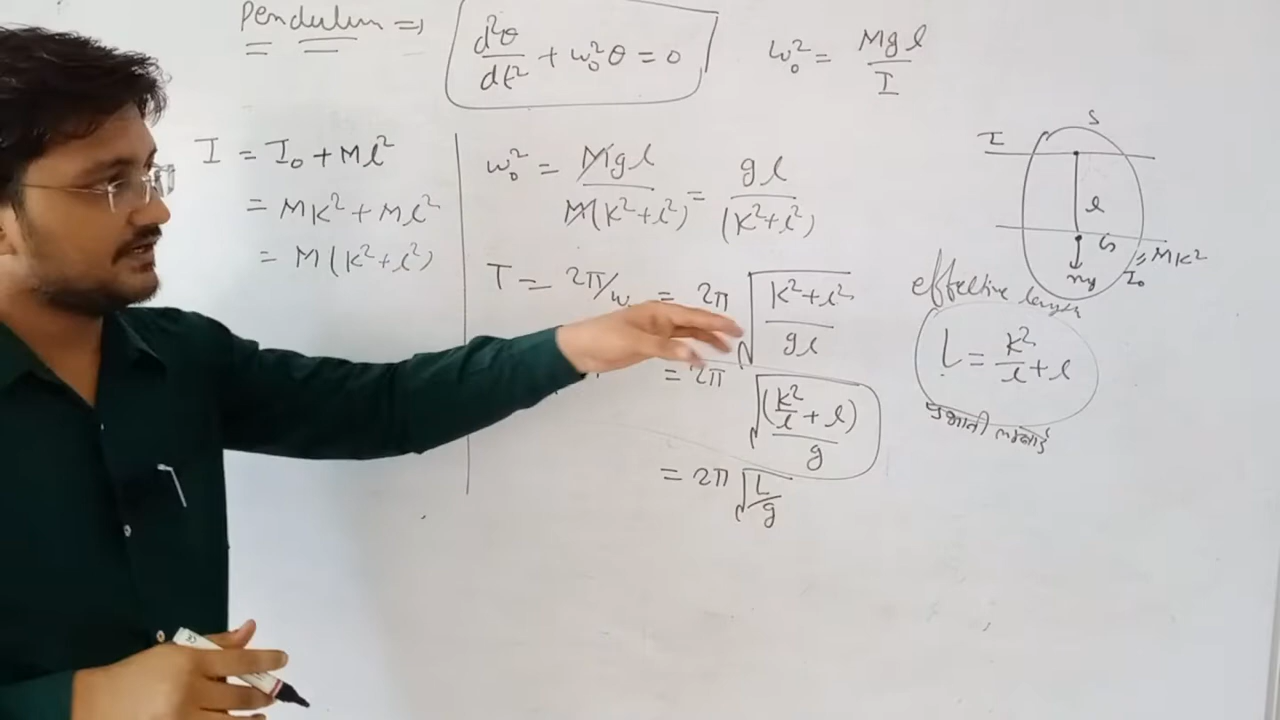 Pendulum ⇒ d²θ/dt² + ω₀²θ = 0 ω₀² = Mgl/I
I = I₀ + Ml²
= MK² + Ml²
= M(K²+l²)
ω₀² = Mgl/M(K²+l²) = gl/(K²+l²)
T = 2π/ω₀ = 2π√(K²+l²/gl)
= 2π√((K²/l + l)/g)
= 2π√(L/g)
S
I
l
G
mg
I₀ = MK²
effective
L = K²/l + l
प्रभावी लम्बाई